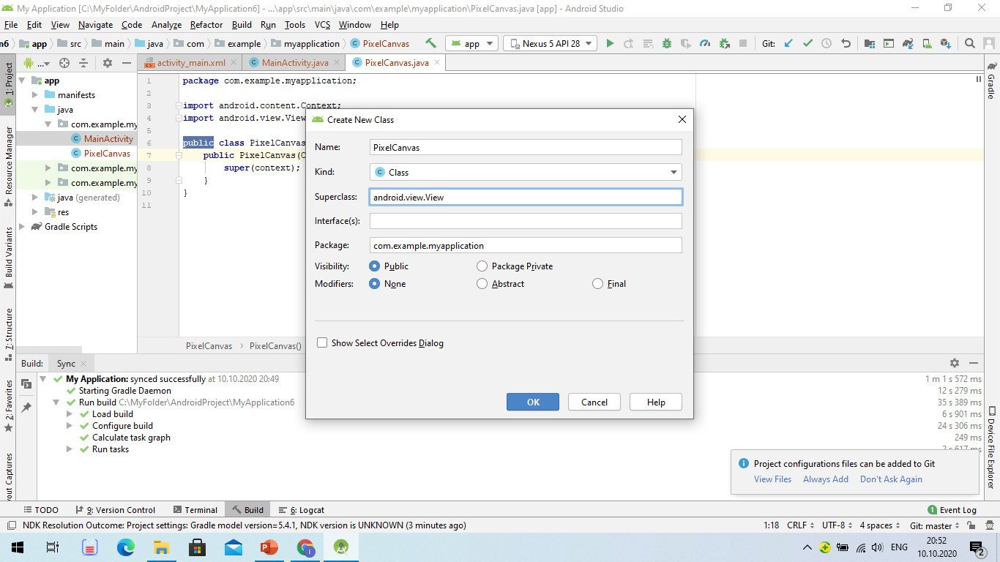 My Application [C:\MyFolder\AndroidProject\MyApplication6] - ...\app\src\main\java\com\example\myapplication\PixelCanvas.java [app] - Android Studio
File Edit View Navigate Code Analyze Refactor Build Run Tools VCS Window Help
n6 app src main java com example myapplication PixelCanvas app Nexus 5 API 28 Git:
... activity_main.xml MainActivity.java PixelCanvas.java
1: Project
Resource Manager
Build Variants
7: Structure
2: Favorites
yout Captures
Gradle
Device File Explorer
app
manifests
java
com.example.my
MainActivity
PixelCanvas
com.example.my
com.example.my
java (generated)
res
Gradle Scripts
1 package com.example.myapplication;
2
3 import android.content.Context;
4 import android.view.View
5
6 public class PixelCanvas
7 public PixelCanvas(C
8 super(context);
9 }
10 }
11
PixelCanvas PixelCanvas()
Create New Class
Name: PixelCanvas
Kind: Class
Superclass: android.view.View
Interface(s):
Package: com.example.myapplication
Visibility: Public Package Private
Modifiers: None Abstract Final
Show Select Overrides Dialog
OK Cancel Help
Build: Sync
My Application: synced successfully at 10.10.2020 20:49 1 m 1 s 572 ms
Starting Gradle Daemon 12 s 279 ms
Run build C:\MyFolder\AndroidProject\MyApplication6 35 s 389 ms
Load build 6 s 901 ms
Configure build 24 s 306 ms
Calculate task graph 249 ms
Run tasks 2 s 617 ms
Project configurations files can be added to Git
View Files Always Add Don't Ask Again
TODO 9: Version Control Terminal Build 6: Logcat 1 Event Log
NDK Resolution Outcome: Project settings: Gradle model version=5.4.1, NDK version is UNKNOWN (3 minutes ago) 1:18 CRLF UTF-8 4 spaces Git: master
ENG 20:52 2
10.10.2020